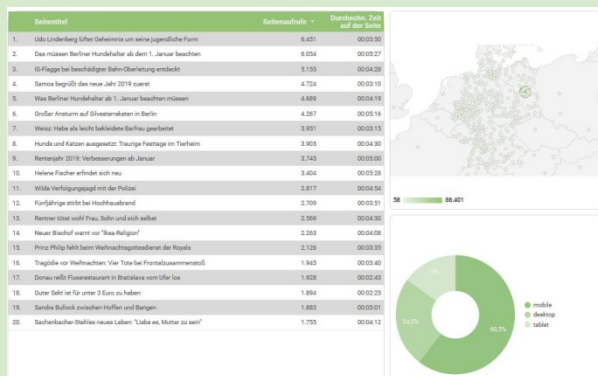 Seitentitel Seitenaufrufe Durchschn. Zeit auf der Seite
1. Udo Lindenberg lüftet Geheimnis um seine jugendliche Form 6.451 00:03:50
2. Das müssen Berliner Hundehalter ab dem 1. Januar beachten 6.054 00:05:27
3. IS-Flagge bei beschädigter Bahn-Oberleitung entdeckt 5.155 00:04:28
4. Samoa begrüßt das neue Jahr 2019 zuerst 4.724 00:03:10
5. Was Berliner Hundehalter ab 1. Januar beachten müssen 4.699 00:04:19
6. Großer Ansturm auf Silvesterraketen in Berlin 4.267 00:05:16
7. Weisz: Habe als leicht bekleidete Barfrau gearbeitet 3.951 00:03:15
8. Hunde und Katzen ausgesetzt: Traurige Festtage im Tierheim 3.905 00:04:30
9. Rentenjahr 2019: Verbesserungen ab Januar 3.745 00:05:00
10. Helene Fischer erfindet sich neu 3.404 00:05:28
11. Wilde Verfolgungsjagd mit der Polizei 2.817 00:04:54
12. Fünfjährige stirbt bei Hochhausbrand 2.709 00:03:51
13. Rentner tötet wohl Frau, Sohn und sich selbst 2.569 00:04:30
14. Neuer Bischof warnt vor "Ikea-Religion" 2.263 00:04:08
15. Prinz Philip fehlt beim Weihnachtsgottesdienst der Royals 2.126 00:03:35
16. Tragödie vor Weihnachten: Vier Tote bei Frontalzusammenstoß 1.945 00:03:40
17. Donau reißt Flussrestaurant in Bratislava vom Ufer los 1.928 00:02:43
18. Guter Sekt ist für unter 3 Euro zu haben 1.894 00:02:25
19. Sandra Bullock zwischen Hoffen und Bangen 1.883 00:03:01
20. Sachenbacher-Stehles neues Leben: "Liebe es, Mutter zu sein" 1.755 00:04:12
58 86.401
mobile
desktop
tablet
24,5%
60,5%